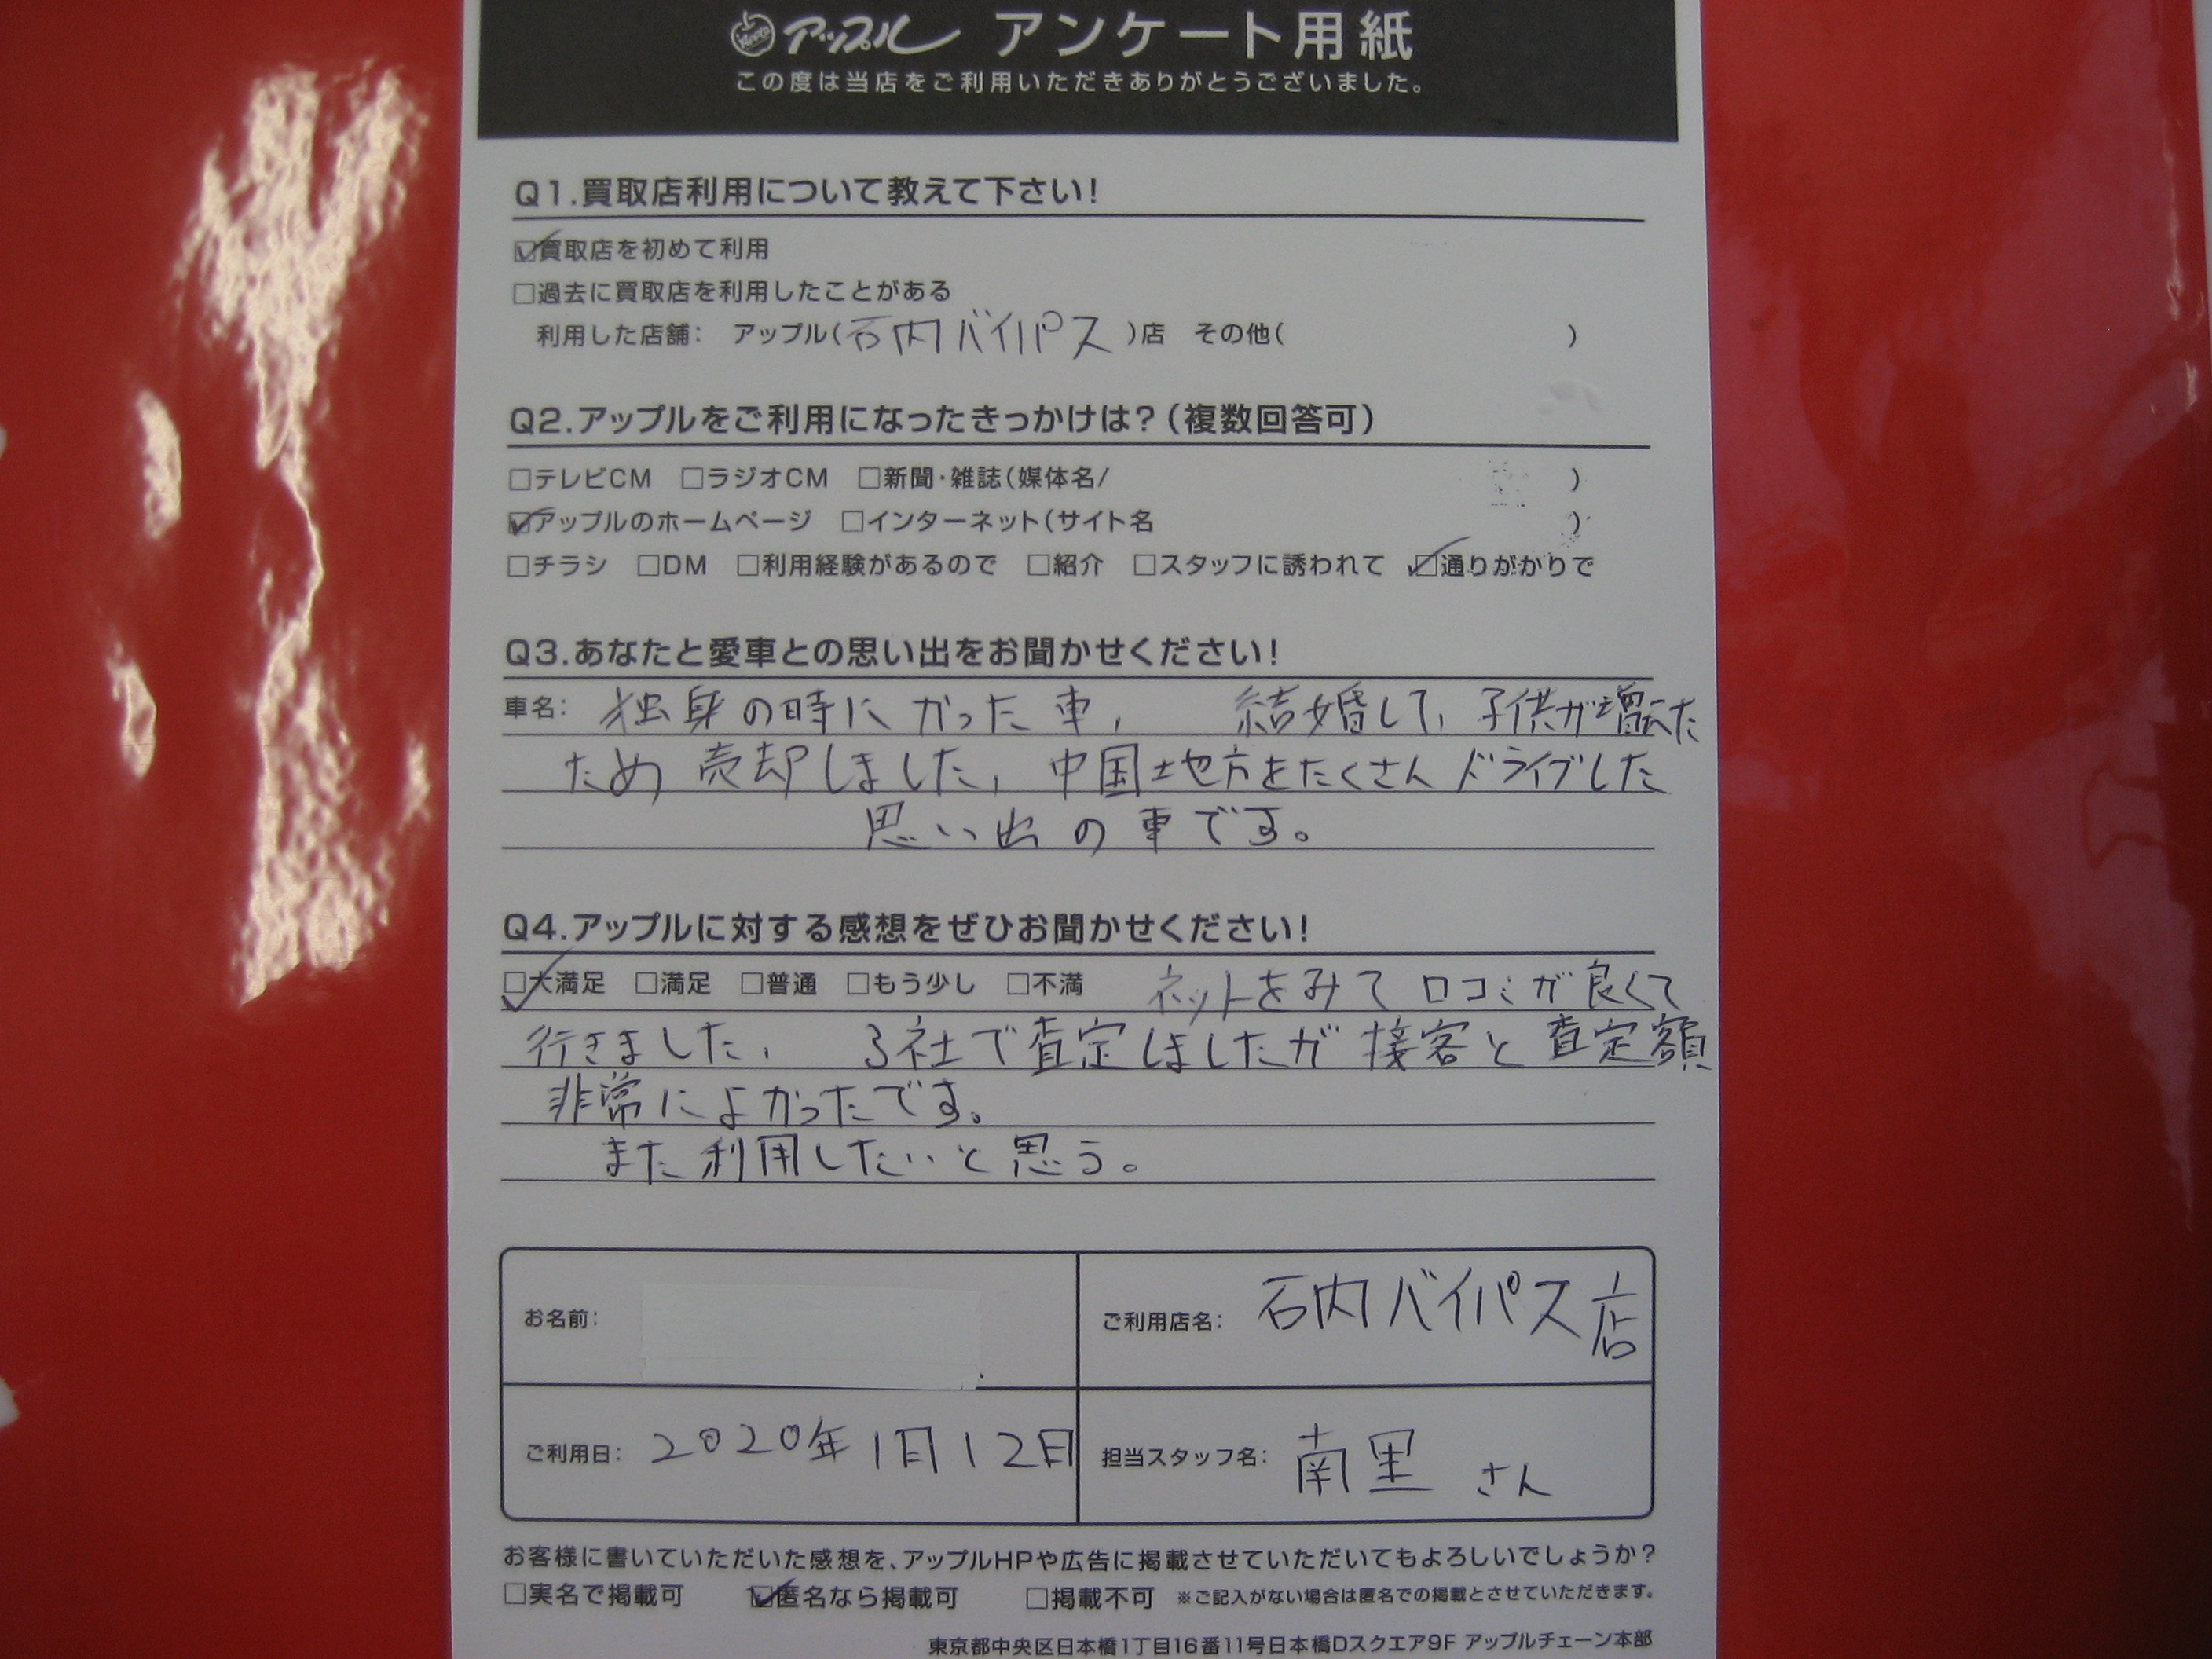 アップル アンケート用紙
この度は当店をご利用いただきありがとうございました。
Q1.買取店利用について教えて下さい!
☑買取店を初めて利用
□過去に買取店を利用したことがある
利用した店舗: アップル(石内バイパス)店 その他( )
Q2.アップルをご利用になったきっかけは?(複数回答可)
□テレビCM □ラジオCM □新聞・雑誌(媒体名/ )
☑アップルのホームページ □インターネット(サイト名 )
□チラシ □DM □利用経験があるので □紹介 □スタッフに誘われて ☑通りがかりで
Q3.あなたと愛車との思い出をお聞かせください!
車名: 独身の時にかった車、 結婚して、子供が増えた
ため 売却しました、中国地方をたくさんドライブした
思い出の車です。
Q4.アップルに対する感想をぜひお聞かせください!
☑大満足 □満足 □普通 □もう少し □不満 ネットをみて口コミが良くて
行きました、 3社で査定しましたが接客と査定額
非常によかったです。
また利用したいと思う。
お名前:
ご利用店名: 石内バイパス店
ご利用日: 2020年1月12日
担当スタッフ名: 南里 さん
お客様に書いていただいた感想を、アップルHPや広告に掲載させていただいてもよろしいでしょうか?
□実名で掲載可 ☑匿名なら掲載可 □掲載不可 ※ご記入がない場合は匿名での掲載とさせていただきます。
東京都中央区日本橋1丁目16番11号日本橋Dスクエア9F アップルチェーン本部